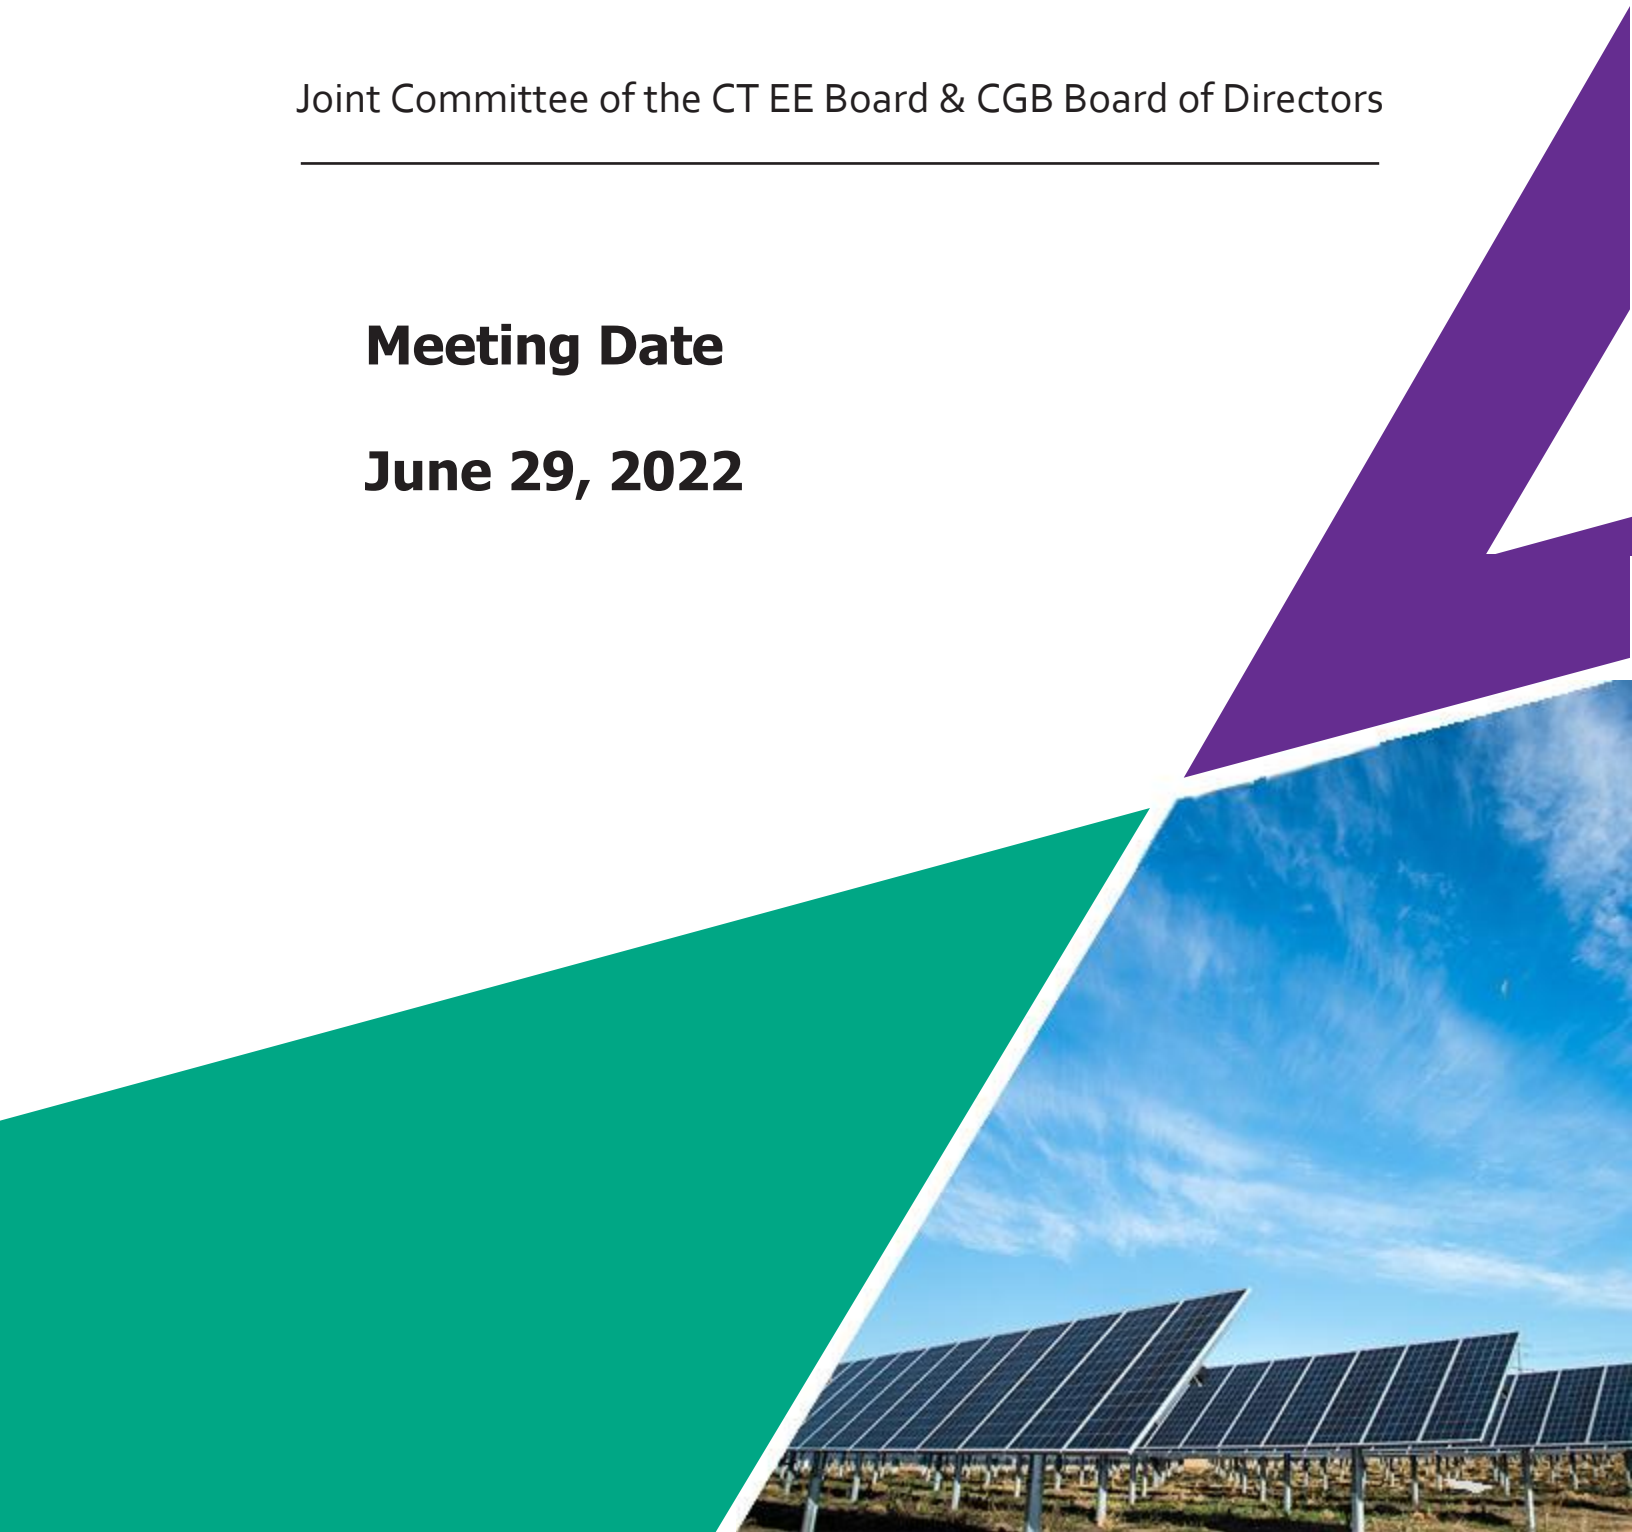 Joint Committee of the CT EE Board & CGB Board of Directors
Meeting Date
June 29, 2022